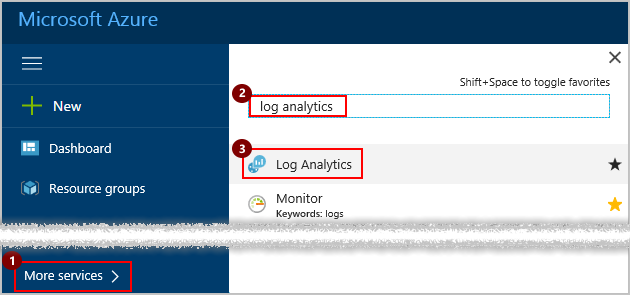 Microsoft Azure
Shift+Space to toggle favorites
New
2
log analytics
Dashboard
3
Log Analytics
Resource groups
Monitor
Keywords: logs
1
More services